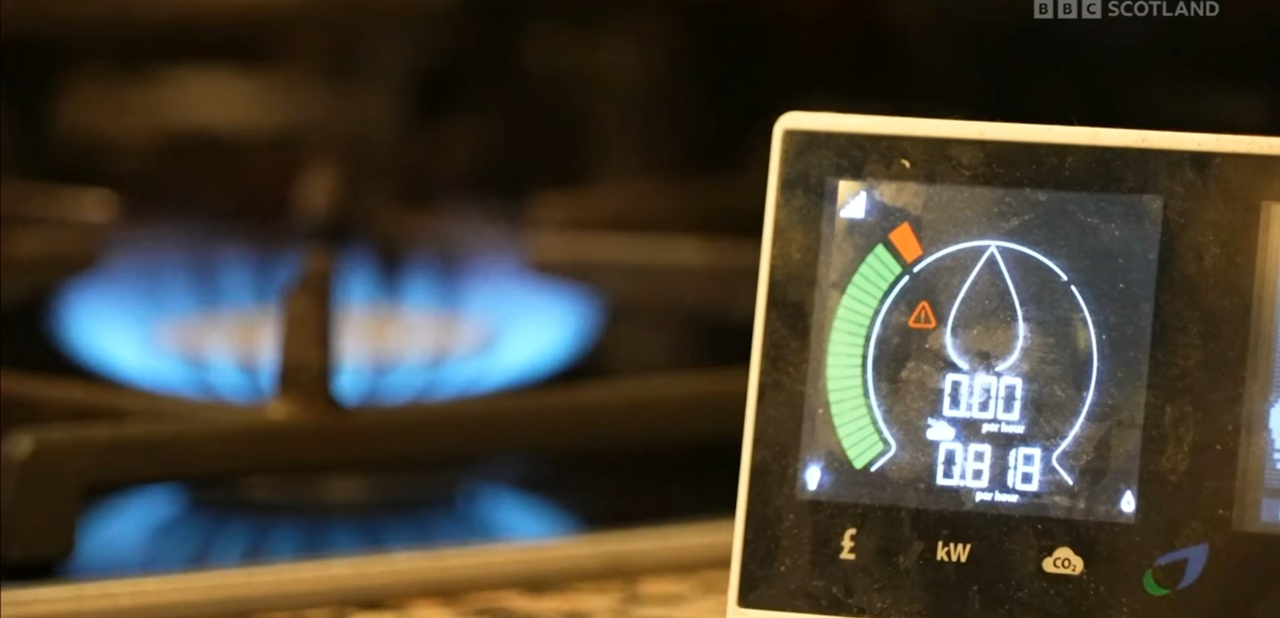 BBC SCOTLAND
0.00
per hour
0.818
per hour
£
kW
CO₂